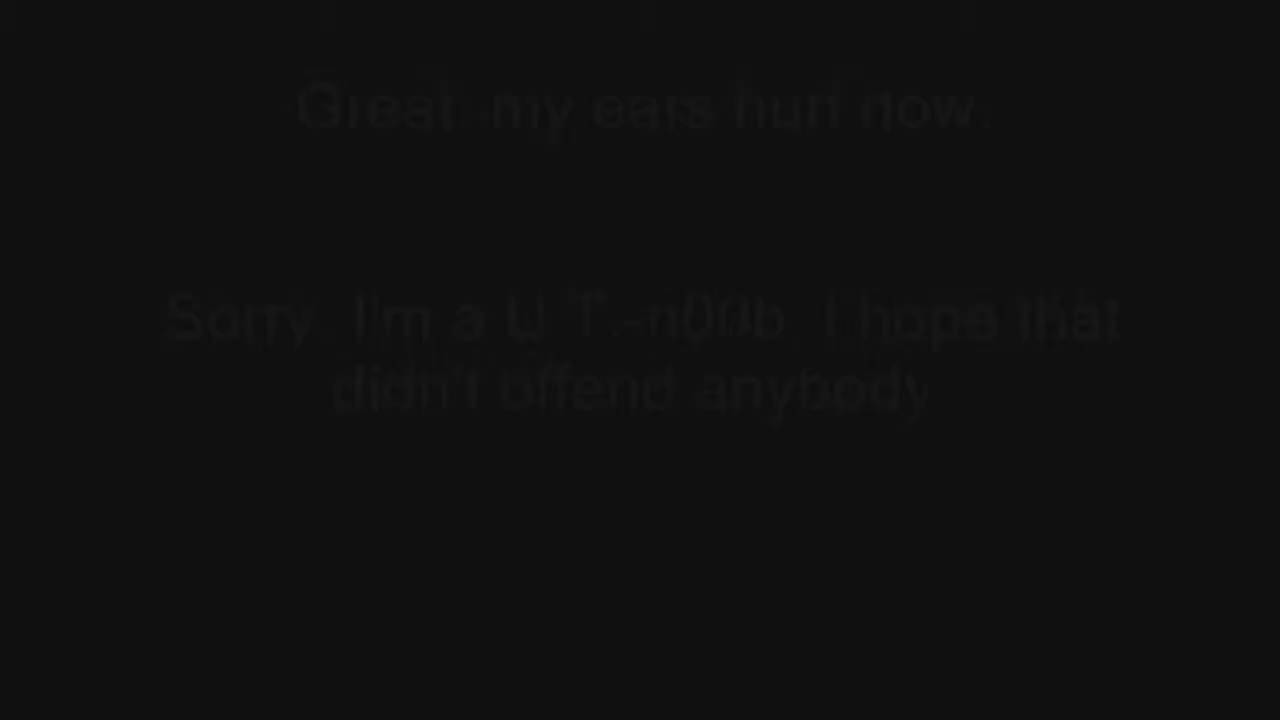 Great, my ears hurt now.
Sorry, I'm a U.T.-n00b, I hope that
didn't offend anybody